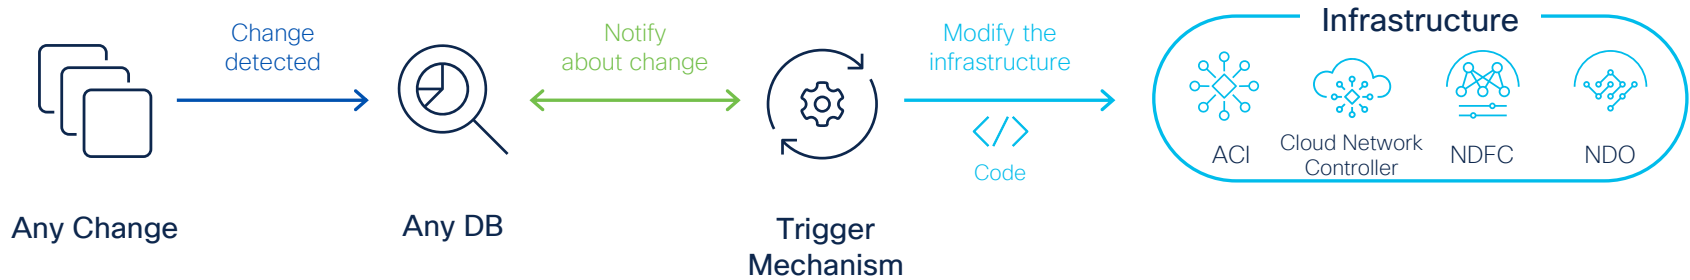 Change
detected
Notify
about change
Modify the
infrastructure
</>
Code
Infrastructure
ACI
Cloud Network
Controller
NDFC
NDO
Any Change
Any DB
Trigger
Mechanism